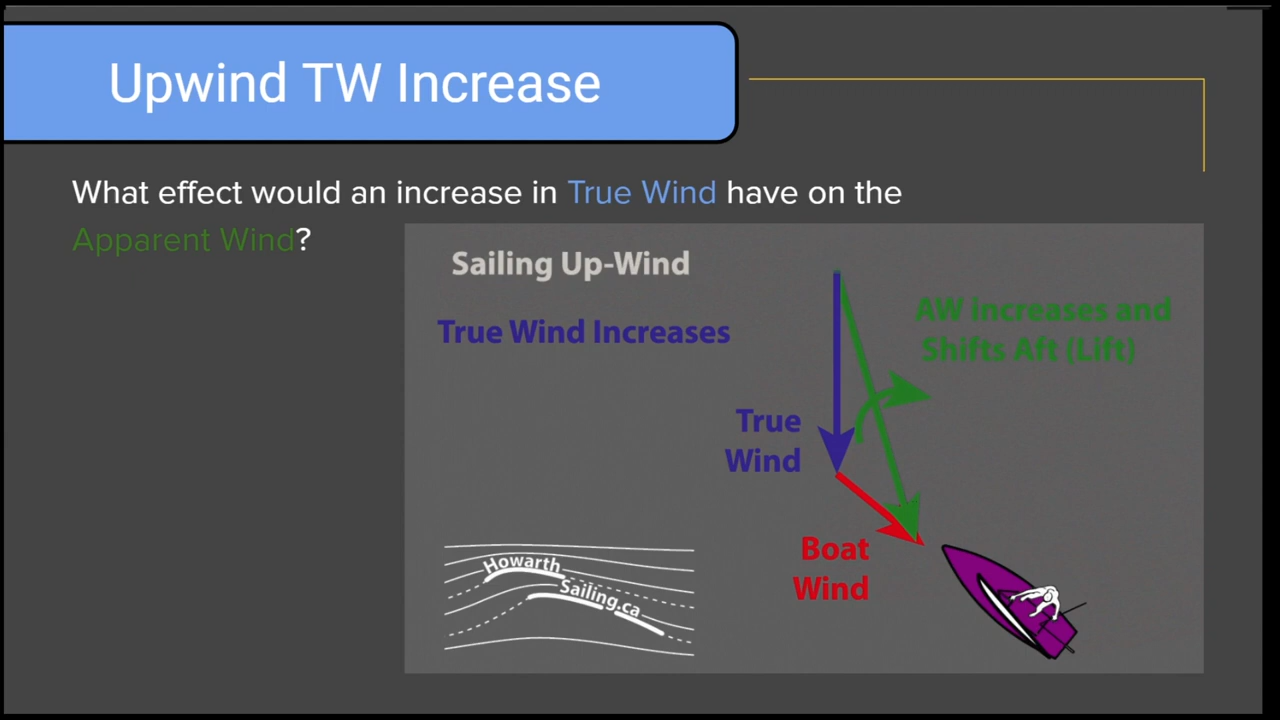 Upwind TW Increase
What effect would an increase in True Wind have on the
Apparent Wind?
Sailing Up-Wind
True Wind Increases
AW increases and
Shifts Aft (Lift)
True
Wind
Boat
Wind
Howarth
Sailing.ca